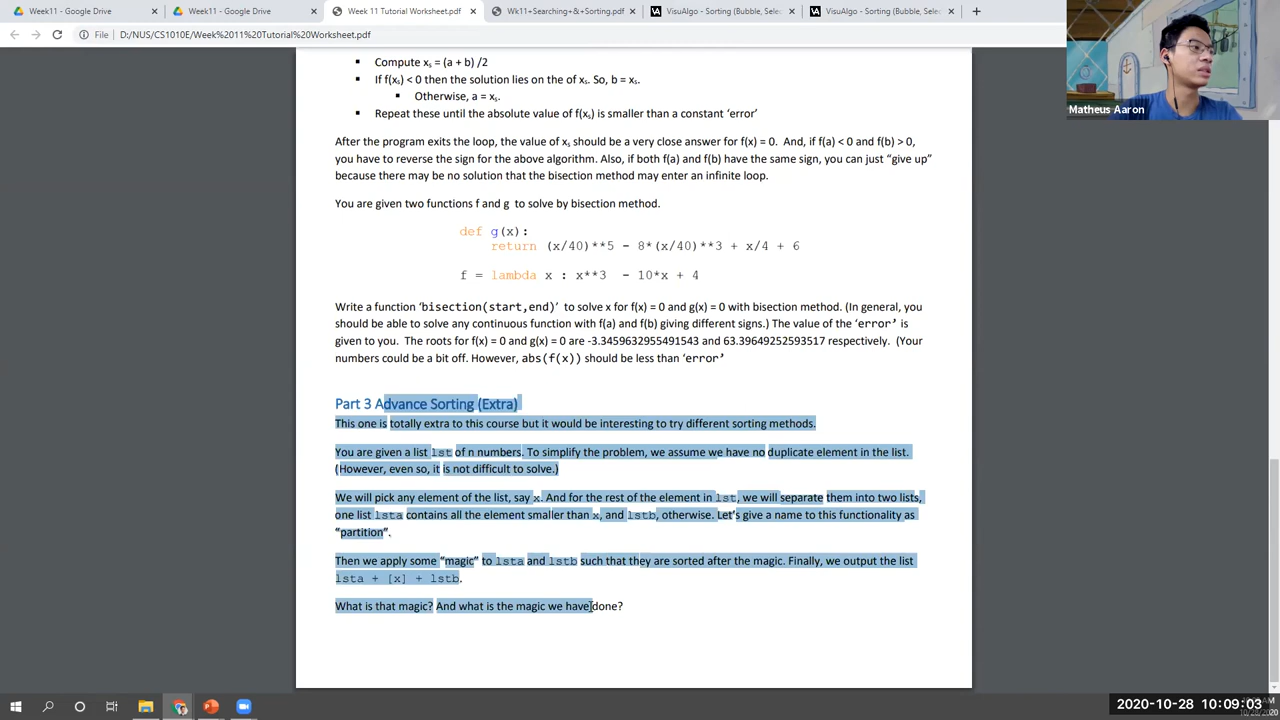 Week11 - Google Drive
Week11 - Google Drive
Week 11 Tutorial Worksheet.pdf
Wk11+Searching+&+Sorting.pdf
VisuAlgo - Sorting (Bubble, Selec
VisuAlgo - Sorting (Bubble, Selec
File | D:/NUS/CS1010E/Week%2011%20Tutorial%20Worksheet.pdf
Matheus Aaron
▪ Compute xs = (a + b) /2
▪ If f(xs) < 0 then the solution lies on the of xs. So, b = xs.
• Otherwise, a = xs.
▪ Repeat these until the absolute value of f(xs) is smaller than a constant ‘error’
After the program exits the loop, the value of xs should be a very close answer for f(x) = 0. And, if f(a) < 0 and f(b) > 0,
you have to reverse the sign for the above algorithm. Also, if both f(a) and f(b) have the same sign, you can just “give up”
because there may be no solution that the bisection method may enter an infinite loop.
You are given two functions f and g to solve by bisection method.
def g(x):
return (x/40)**5 - 8*(x/40)**3 + x/4 + 6
f = lambda x : x**3 - 10*x + 4
Write a function ‘bisection(start,end)’ to solve x for f(x) = 0 and g(x) = 0 with bisection method. (In general, you
should be able to solve any continuous function with f(a) and f(b) giving different signs.) The value of the ‘error’ is
given to you. The roots for f(x) = 0 and g(x) = 0 are -3.3459632955491543 and 63.39649252593517 respectively. (Your
numbers could be a bit off. However, abs(f(x)) should be less than ‘error’
Part 3 Advance Sorting (Extra)
This one is totally extra to this course but it would be interesting to try different sorting methods.
You are given a list lst of n numbers. To simplify the problem, we assume we have no duplicate element in the list.
(However, even so, it is not difficult to solve.)
We will pick any element of the list, say x. And for the rest of the element in lst, we will separate them into two lists,
one list lsta contains all the element smaller than x, and lstb, otherwise. Let’s give a name to this functionality as
“partition”.
Then we apply some “magic” to lsta and lstb such that they are sorted after the magic. Finally, we output the list
lsta + [x] + lstb.
What is that magic? And what is the magic we have done?
2020-10-28 10:09:03